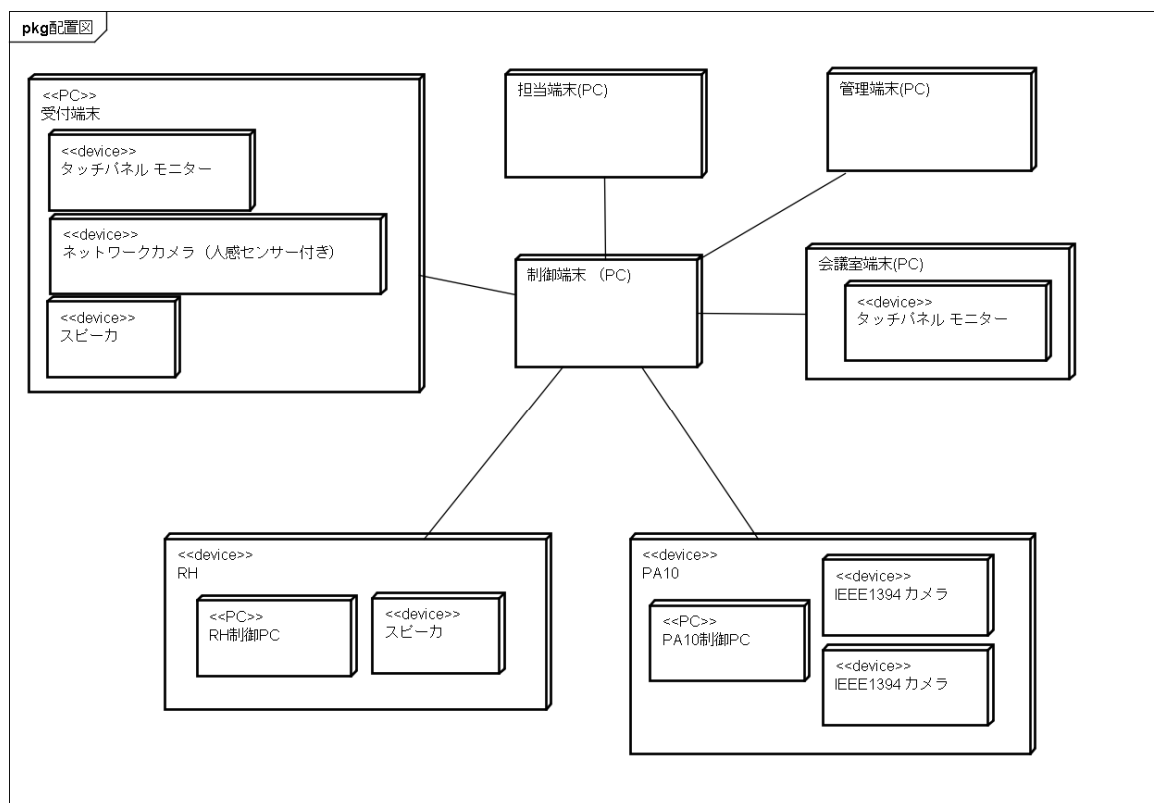 pkg配置図
<<PC>>
受付端末
<<device>>
タッチパネル モニター
<<device>>
ネットワークカメラ（人感センサー付き）
<<device>>
スピーカ
担当端末(PC)
管理端末(PC)
制御端末 （PC)
会議室端末(PC)
<<device>>
タッチパネル モニター
<<device>>
RH
<<PC>>
RH制御PC
<<device>>
スピーカ
<<device>>
PA10
<<PC>>
PA10制御PC
<<device>>
IEEE1394 カメラ
<<device>>
IEEE1394 カメラ